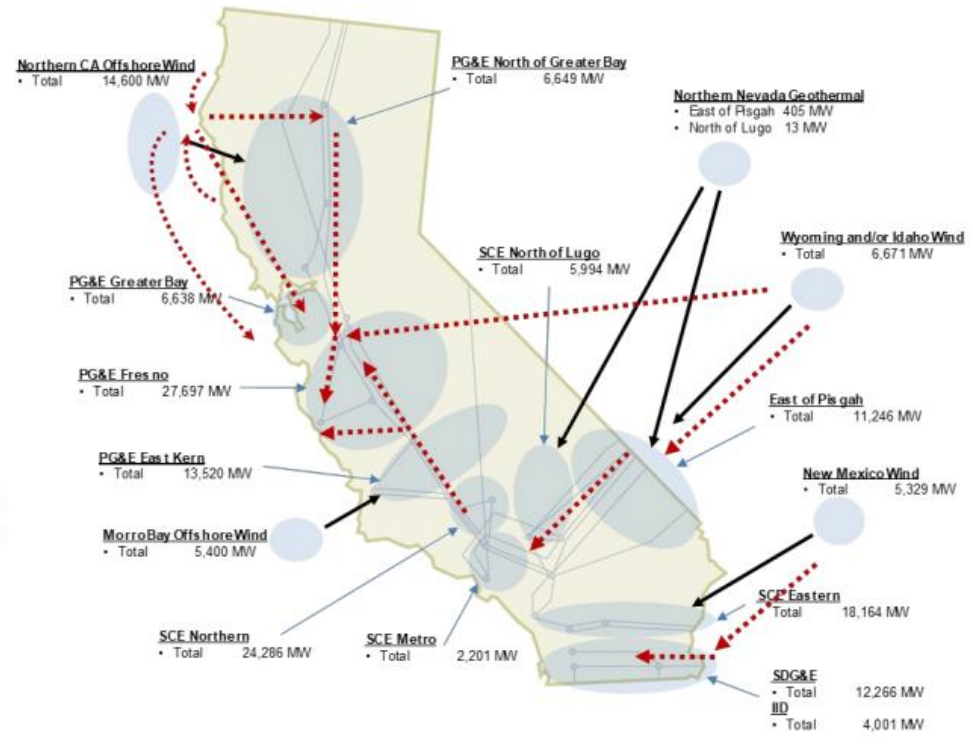 Northern CA Offshore Wind
• Total 14,600 MW
PG&E North of Greater Bay
• Total 6,649 MW
Northern Nevada Geothermal
• East of Pisgah 405 MW
• North of Lugo 13 MW
Wyoming and/or Idaho Wind
• Total 6,671 MW
SCE North of Lugo
• Total 5,994 MW
PG&E Greater Bay
• Total 6,638 MW
PG&E Fresno
• Total 27,697 MW
East of Pisgah
• Total 11,246 MW
PG&E East Kern
• Total 13,520 MW
New Mexico Wind
• Total 5,329 MW
Morro Bay Offshore Wind
• Total 5,400 MW
SCE Eastern
Total 18,164 MW
SCE Northern
• Total 24,286 MW
SCE Metro
• Total 2,201 MW
SDG&E
• Total 12,266 MW
IID
• Total 4,001 MW